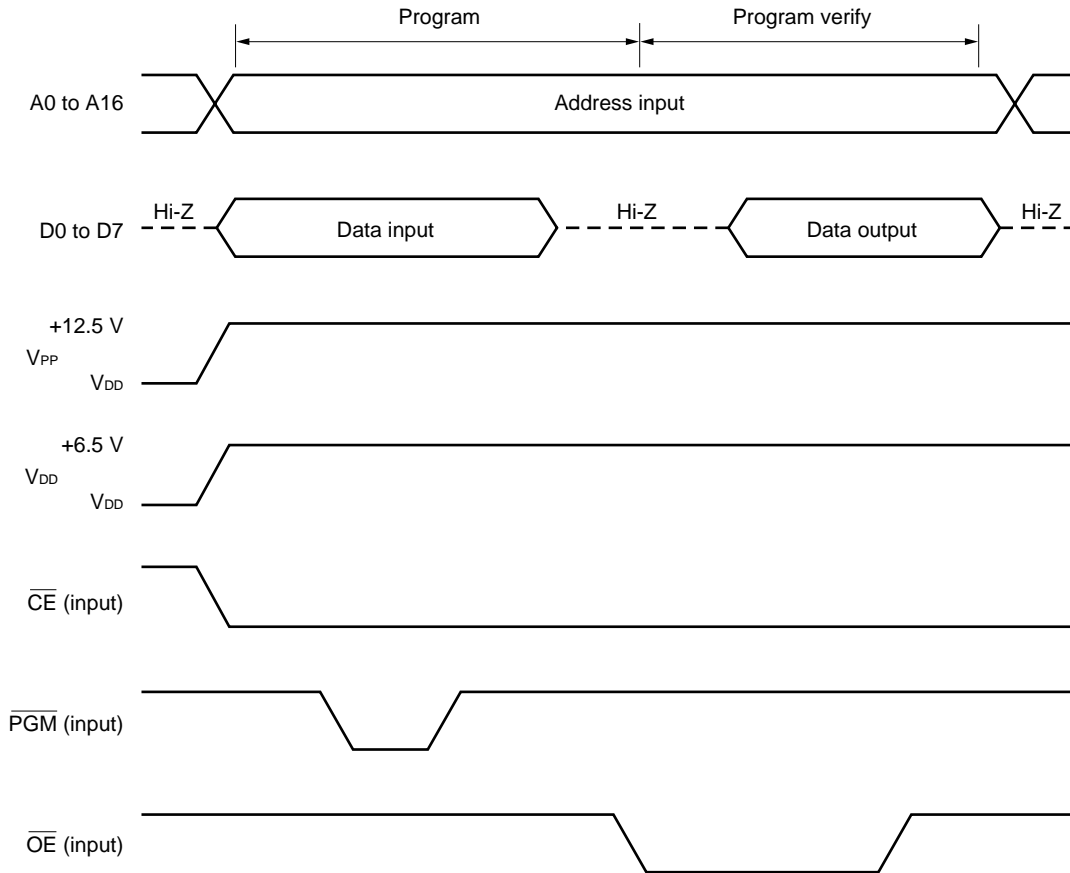 Program
Program verify
A0 to A16
Address input
D0 to D7
Hi-Z
Data input
Hi-Z
Data output
Hi-Z
+12.5 V
VPP
VDD
+6.5 V
VDD
VDD
CE (input)
PGM (input)
OE (input)